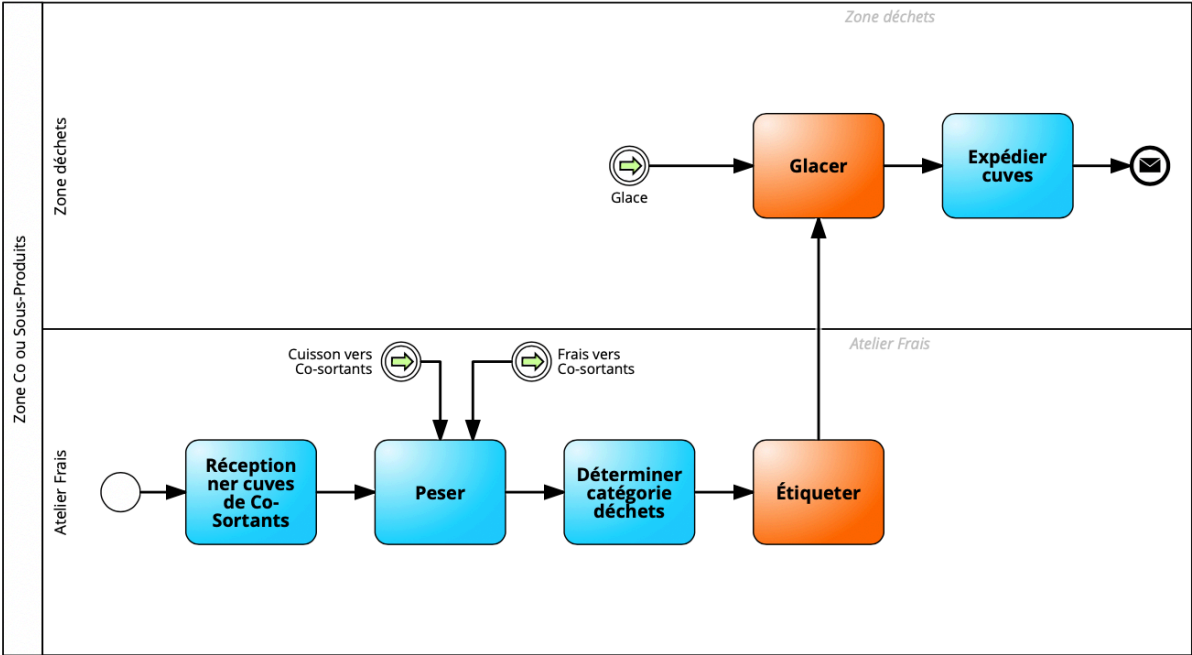 Zone Co ou Sous-Produits
Zone déchets
Zone déchets
Glace
Glacer
Expédier
cuves
Atelier Frais
Atelier Frais
Cuisson vers
Co-sortants
Frais vers
Co-sortants
Réception
ner cuves
de Co-
Sortants
Peser
Déterminer
catégorie
déchets
Étiqueter